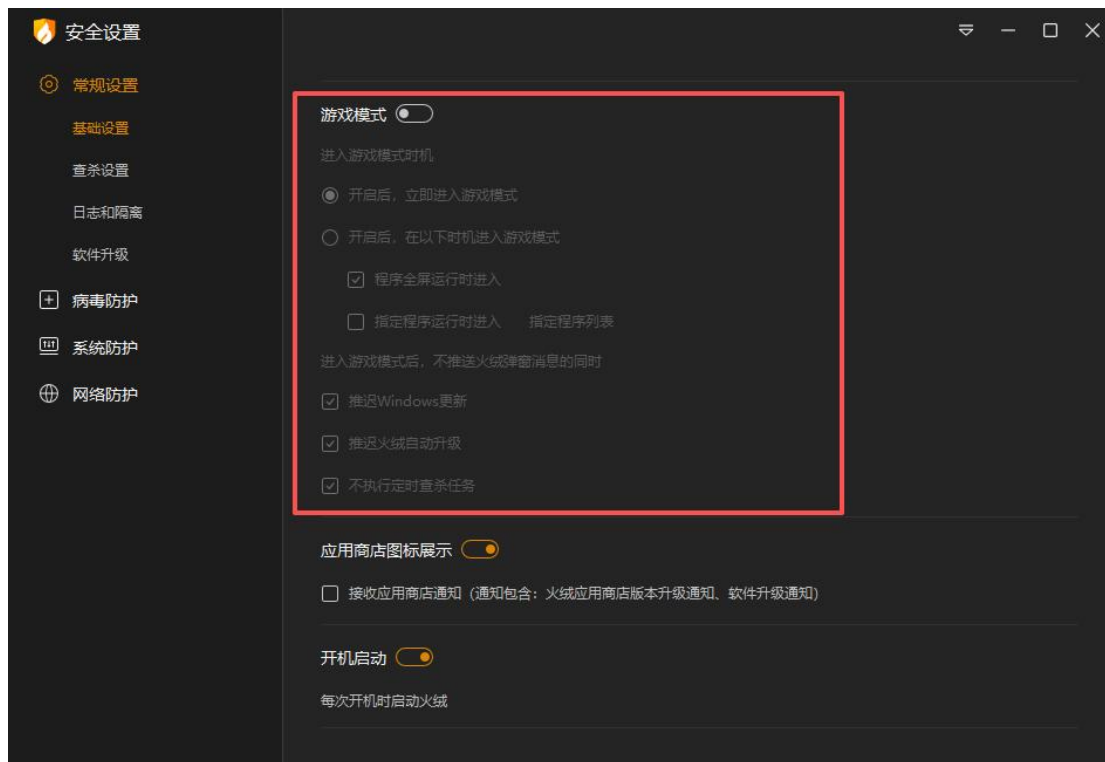 安全设置
常规设置
基础设置
查杀设置
日志和隔离
软件升级
病毒防护
系统防护
网络防护
游戏模式
进入游戏模式时机
开启后，立即进入游戏模式
开启后，在以下时机进入游戏模式
程序全屏运行时进入
指定程序运行时进入 指定程序列表
进入游戏模式后，不推送火绒弹窗消息的同时
推迟Windows更新
推迟火绒自动升级
不执行定时查杀任务
应用商店图标展示
接收应用商店通知（通知包含：火绒应用商店版本升级通知、软件升级通知）
开机启动
每次开机时启动火绒